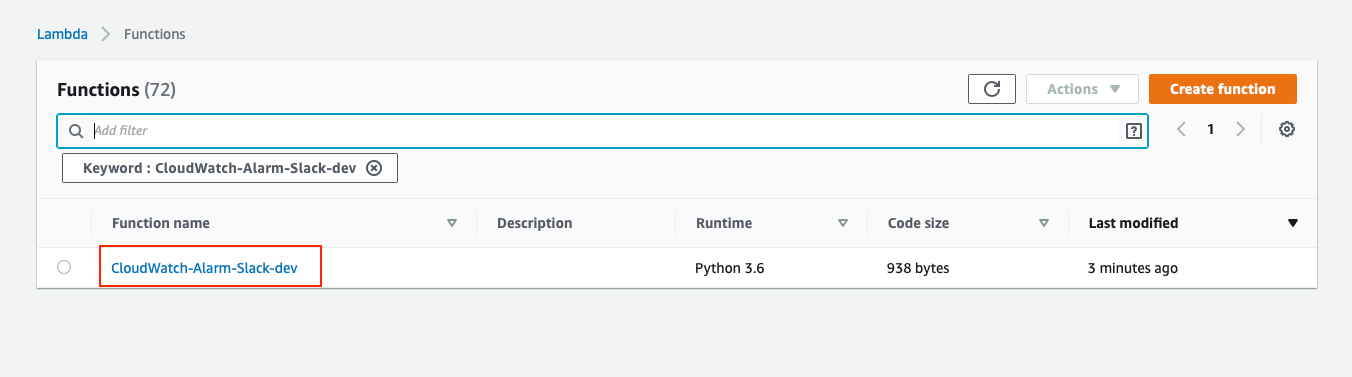 Lambda > Functions
Functions (72)
Actions
Create function
Add filter
?
1
Keyword : CloudWatch-Alarm-Slack-dev
Function name Description Runtime Code size Last modified
CloudWatch-Alarm-Slack-dev Python 3.6 938 bytes 3 minutes ago